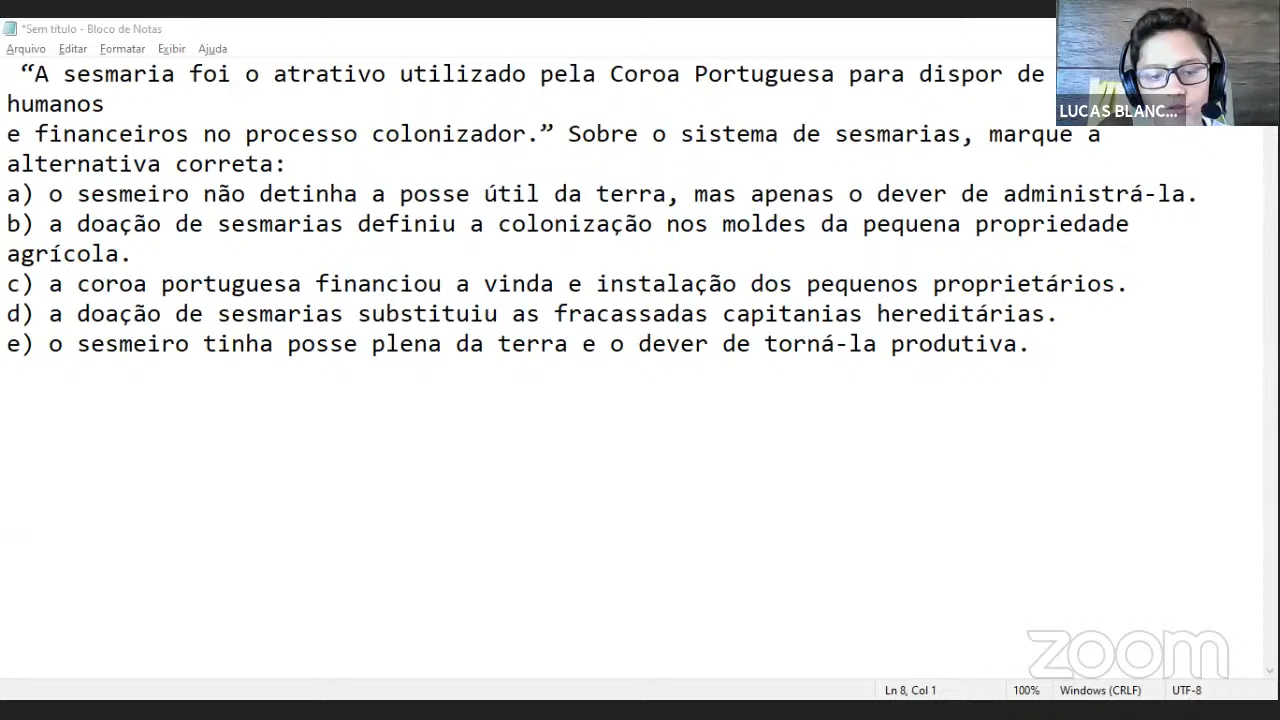 *Sem título - Bloco de Notas
Arquivo Editar Formatar Exibir Ajuda
“A sesmaria foi o atrativo utilizado pela Coroa Portuguesa para dispor de
humanos
e financeiros no processo colonizador.” Sobre o sistema de sesmarias, marque a
alternativa correta:
a) o sesmeiro não detinha a posse útil da terra, mas apenas o dever de administrá-la.
b) a doação de sesmarias definiu a colonização nos moldes da pequena propriedade
agrícola.
c) a coroa portuguesa financiou a vinda e instalação dos pequenos proprietários.
d) a doação de sesmarias substituiu as fracassadas capitanias hereditárias.
e) o sesmeiro tinha posse plena da terra e o dever de torná-la produtiva.
LUCAS BLANC...
zoom
Ln 8, Col 1 100% Windows (CRLF) UTF-8